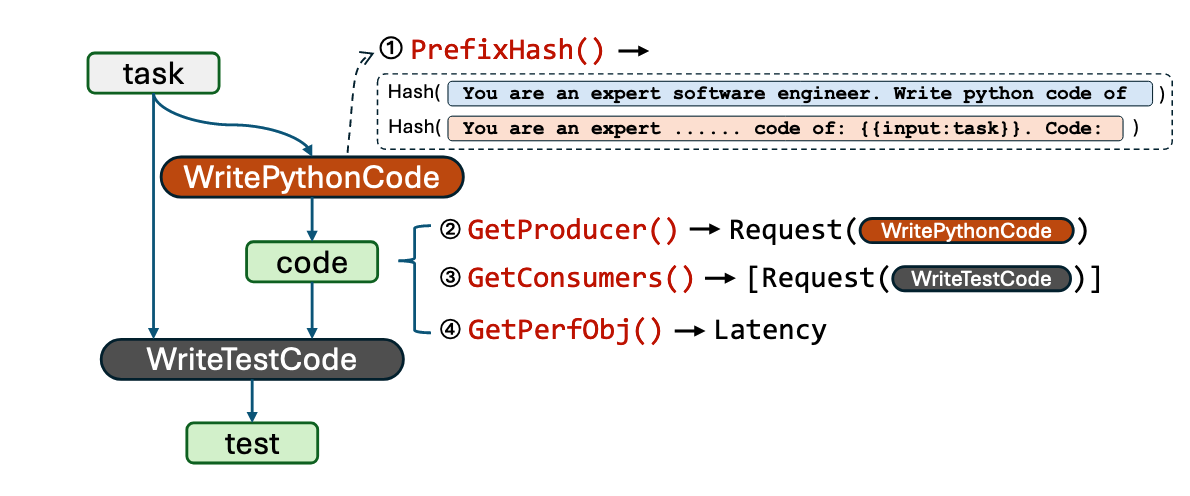 ① PrefixHash() →
task
Hash( You are an expert software engineer. Write python code of )
Hash( You are an expert ...... code of: {{input:task}}. Code: )
WritePythonCode
② GetProducer() → Request(WritePythonCode)
code
③ GetConsumers() → [Request(WriteTestCode)]
④ GetPerfObj() → Latency
WriteTestCode
test